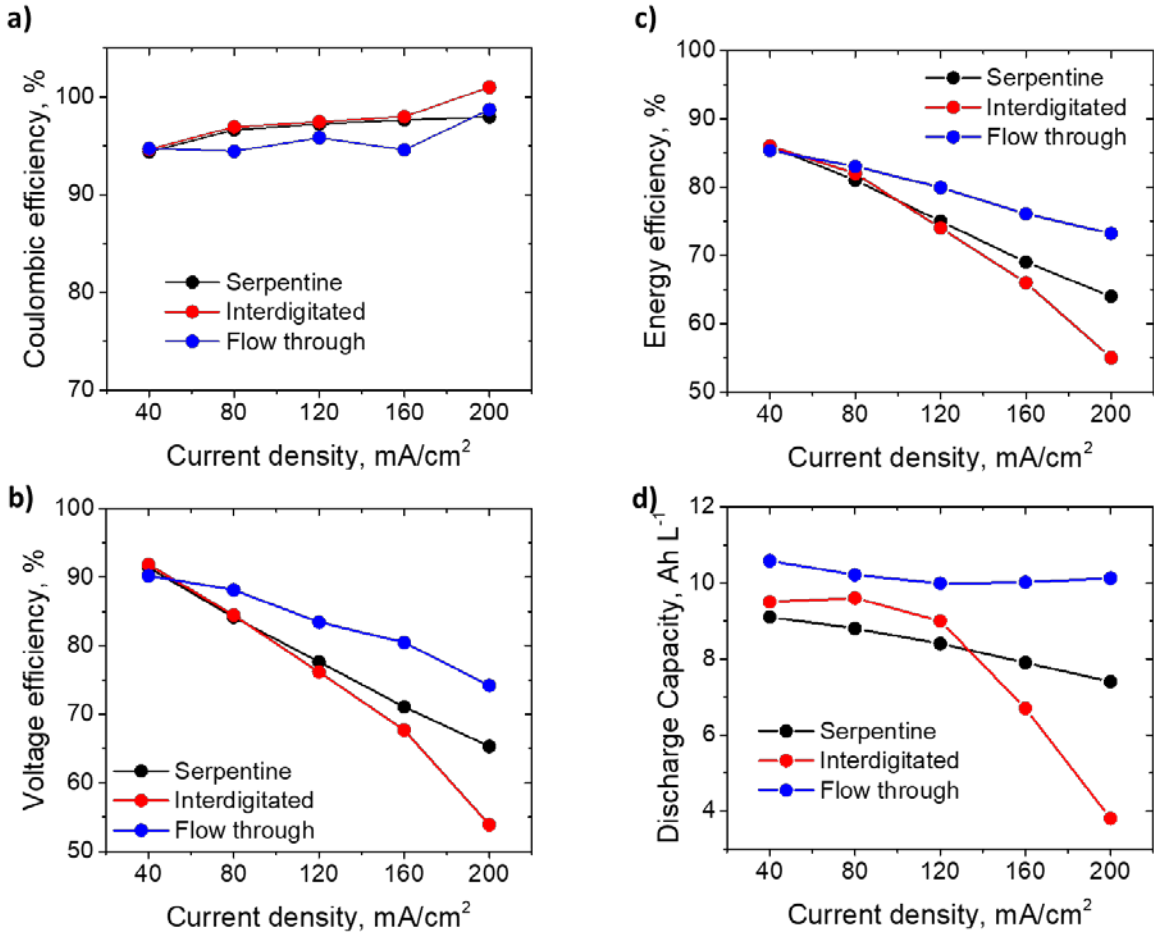 a)
Coulombic efficiency, %
100
90
80
70
Serpentine
Interdigitated
Flow through
40 80 120 160 200
Current density, mA/cm²
b)
Voltage efficiency, %
100
90
80
70
60
50
Serpentine
Interdigitated
Flow through
40 80 120 160 200
Current density, mA/cm²
c)
Energy efficiency, %
100
90
80
70
60
50
Serpentine
Interdigitated
Flow through
40 80 120 160 200
Current density, mA/cm²
d)
Discharge Capacity, Ah L⁻¹
12
10
8
6
4
Serpentine
Interdigitated
Flow through
40 80 120 160 200
Current density, mA/cm²